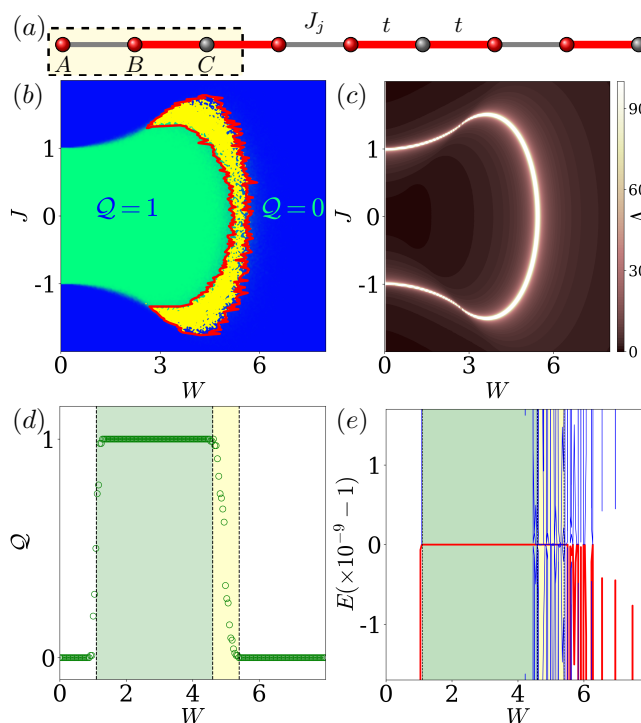 (a)
J_j t t
A B C
(b) (c)
1 0 -1
J
Q = 1 Q = 0
0 3 6
W
1 0 -1
J
0 3 6
W
90
60
30
0
Λ
(d) (e)
1
0
Q
0 2 4 6
W
1
0
-1
E(×10⁻⁹ − 1)
0 2 4 6
W